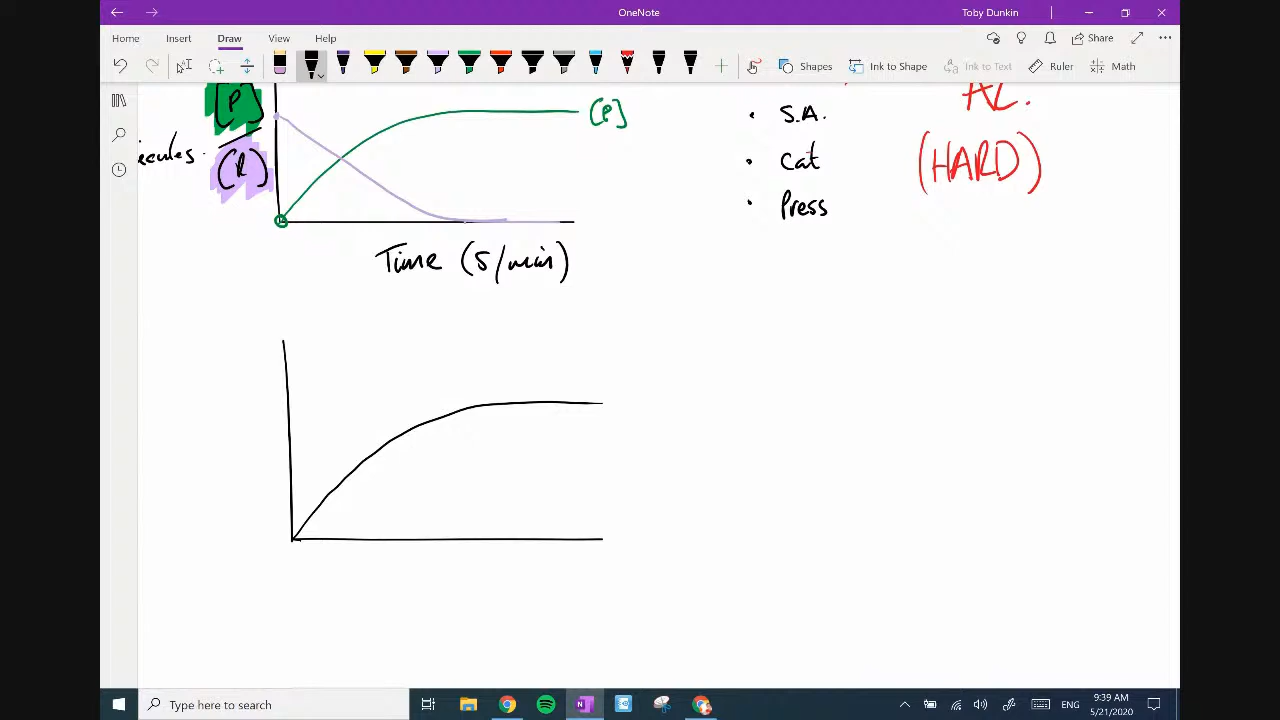 OneNote
Toby Dunkin
Home Insert Draw View Help
Share
Shapes Ink to Shape Ink to Text Ruler Math
[P]
(R)
[P]
Time (s/min)
• S.A.
• Cat
• Press
(HARD)
Type here to search
ENG
9:39 AM
5/21/2020